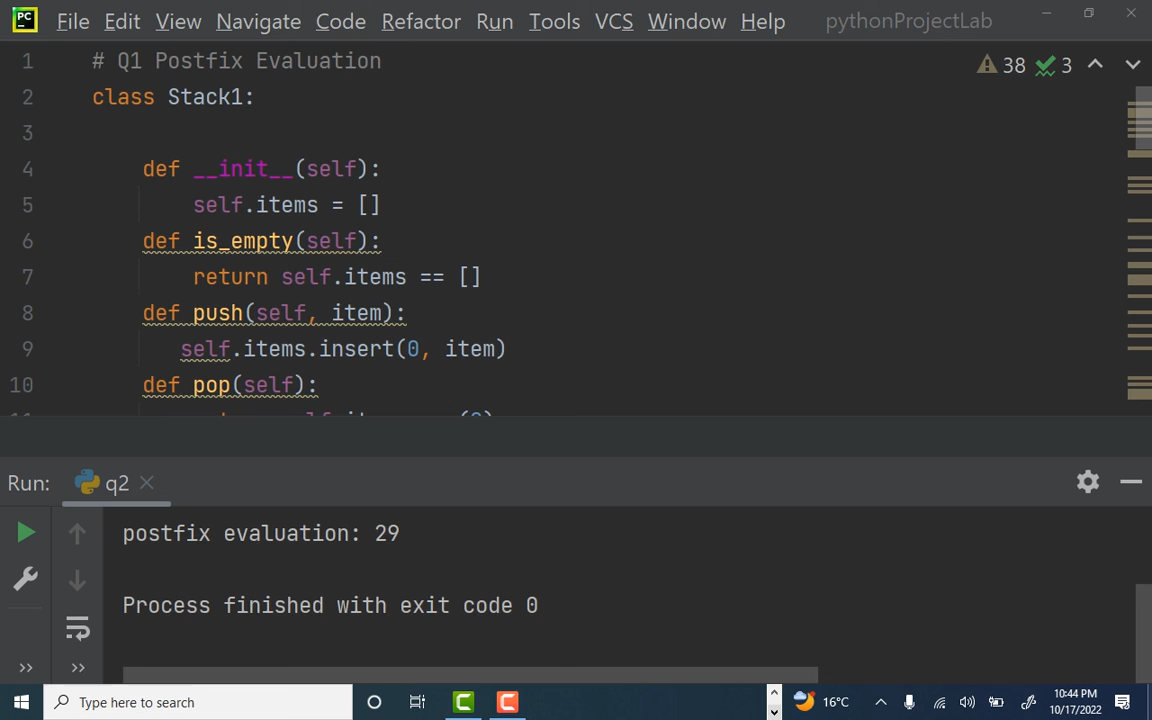 PC File Edit View Navigate Code Refactor Run Tools VCS Window Help pythonProjectLab
1 # Q1 Postfix Evaluation
38 3
2 class Stack1:
3
4 def __init__(self):
5 self.items = []
6 def is_empty(self):
7 return self.items == []
8 def push(self, item):
9 self.items.insert(0, item)
10 def pop(self):
Run: q2
postfix evaluation: 29
Process finished with exit code 0
Type here to search
16°C
10:44 PM
10/17/2022